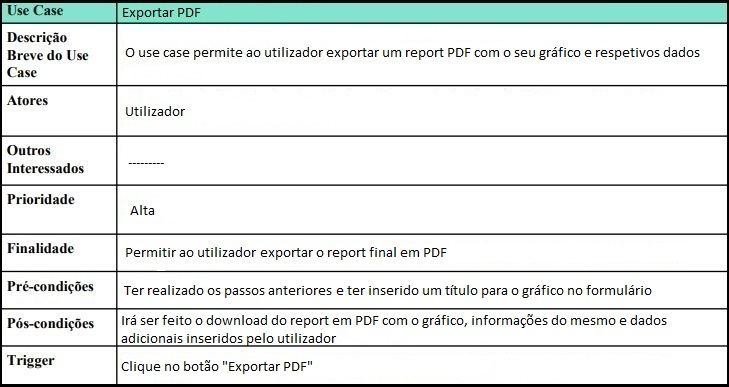 Use Case Exportar PDF
Descrição
Breve do Use
Case
O use case permite ao utilizador exportar um report PDF com o seu gráfico e respetivos dados
Atores
Utilizador
Outros
Interessados
---------
Prioridade
Alta
Finalidade
Permitir ao utilizador exportar o report final em PDF
Pré-condições
Ter realizado os passos anteriores e ter inserido um título para o gráfico no formulário
Pós-condições
Irá ser feito o download do report em PDF com o gráfico, informações do mesmo e dados
adicionais inseridos pelo utilizador
Trigger
Clique no botão "Exportar PDF"